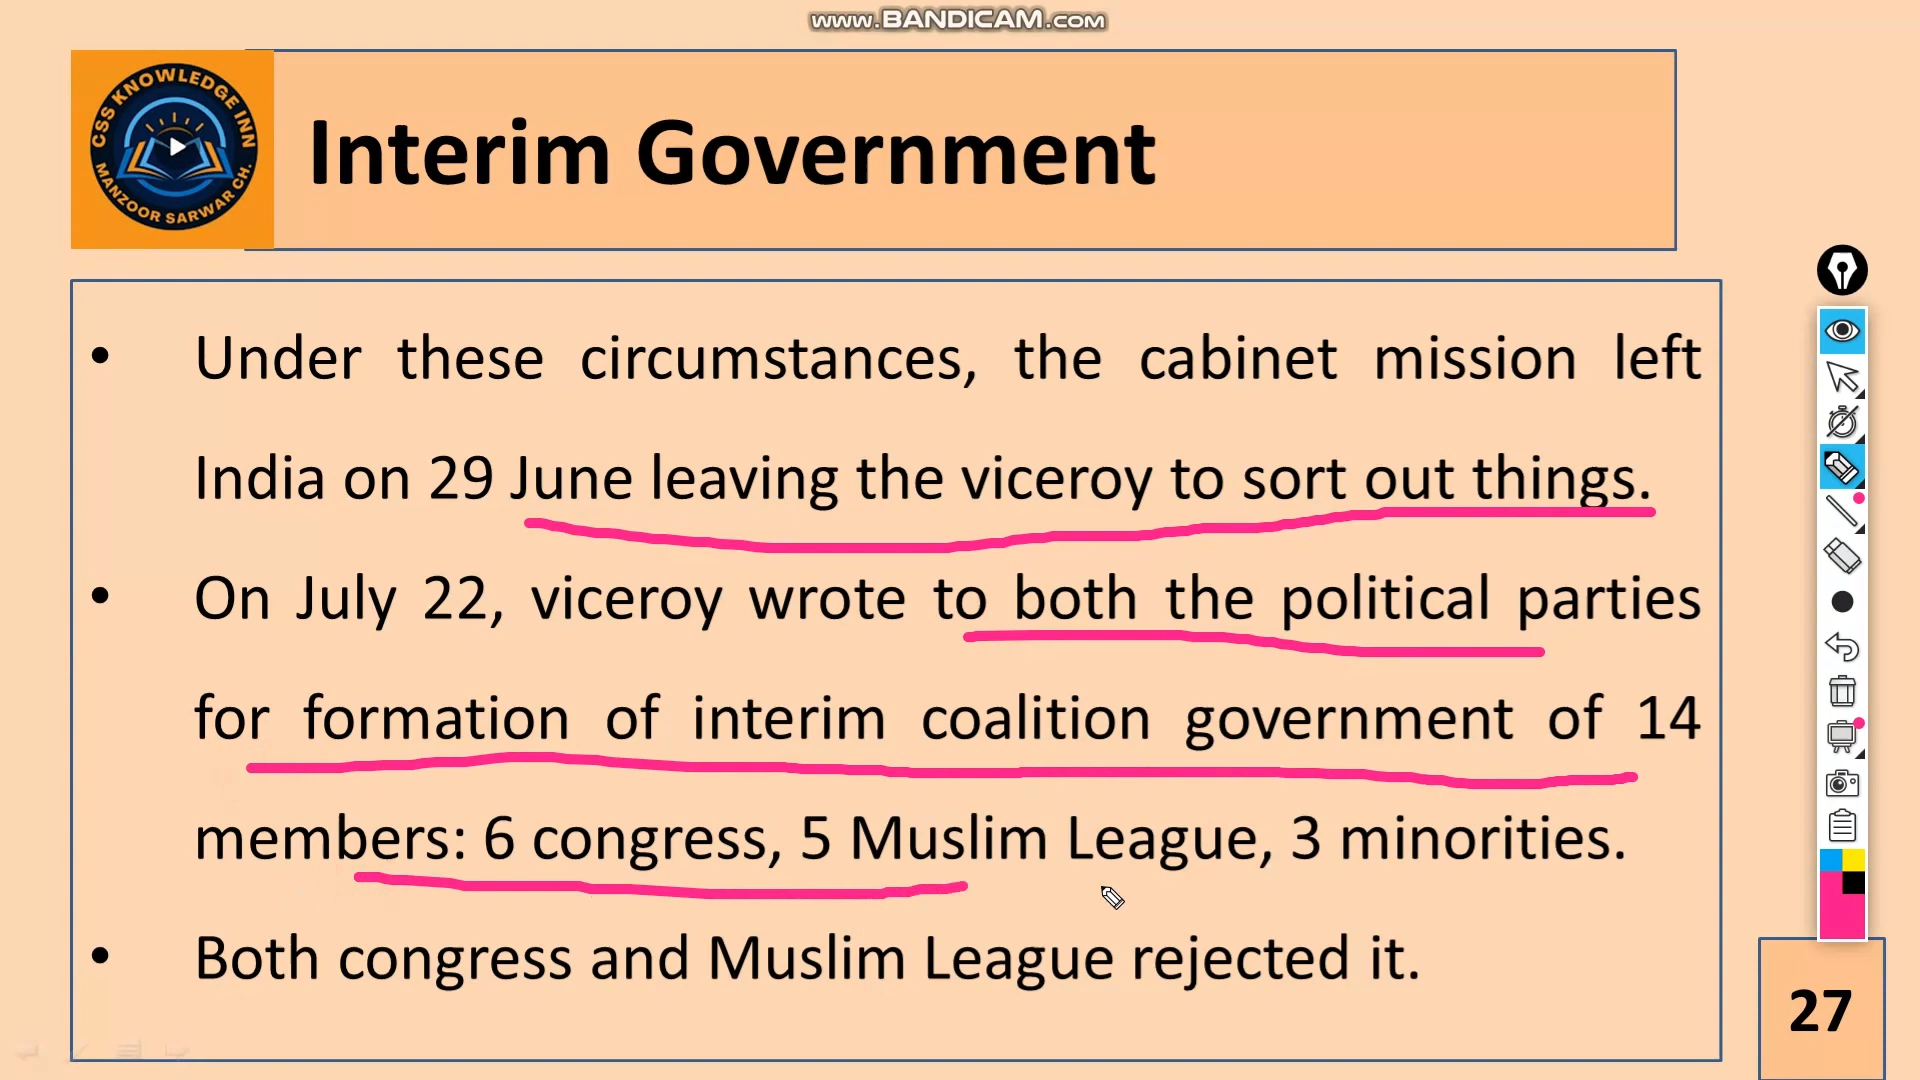 www.BANDICAM.com
CSS KNOWLEDGE INN
MANZOOR SARWAR CH.
Interim Government
• Under these circumstances, the cabinet mission left
India on 29 June leaving the viceroy to sort out things.
• On July 22, viceroy wrote to both the political parties
for formation of interim coalition government of 14
members: 6 congress, 5 Muslim League, 3 minorities.
• Both congress and Muslim League rejected it.
27